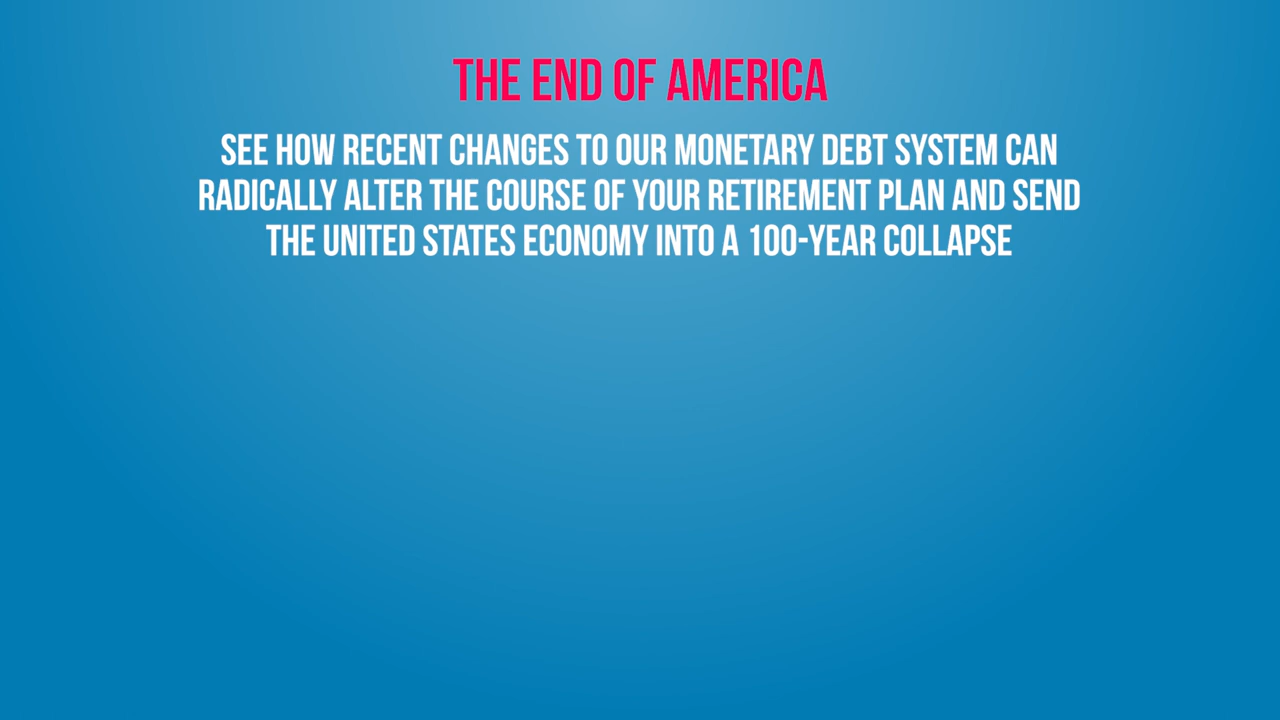 THE END OF AMERICA
SEE HOW RECENT CHANGES TO OUR MONETARY DEBT SYSTEM CAN
RADICALLY ALTER THE COURSE OF YOUR RETIREMENT PLAN AND SEND
THE UNITED STATES ECONOMY INTO A 100-YEAR COLLAPSE